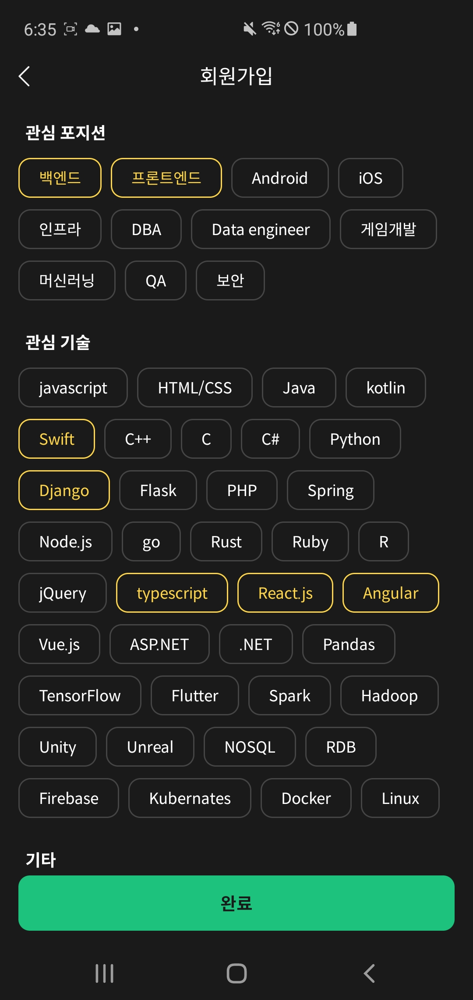 6:35 100%
회원가입
관심 포지션
백엔드 프론트엔드 Android iOS
인프라 DBA Data engineer 게임개발
머신러닝 QA 보안
관심 기술
javascript HTML/CSS Java kotlin
Swift C++ C C# Python
Django Flask PHP Spring
Node.js go Rust Ruby R
jQuery typescript React.js Angular
Vue.js ASP.NET .NET Pandas
TensorFlow Flutter Spark Hadoop
Unity Unreal NOSQL RDB
Firebase Kubernates Docker Linux
기타
완료